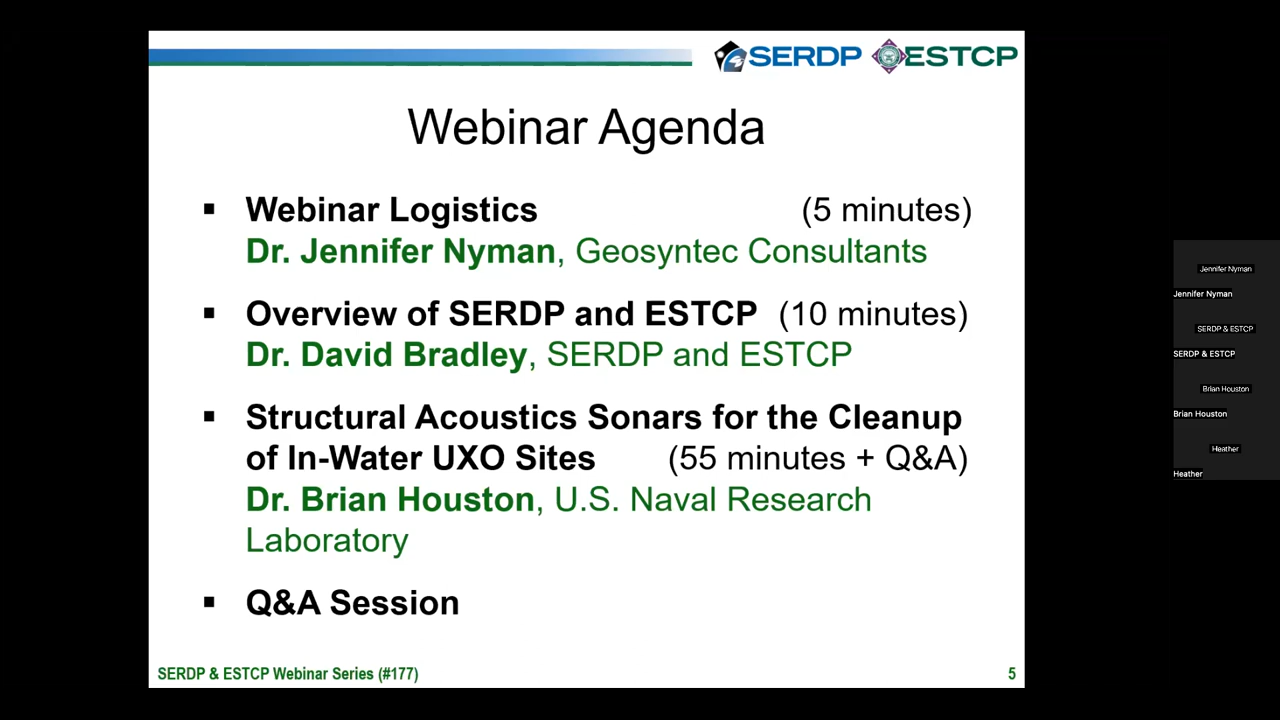 SERDP ESTCP
Webinar Agenda
▪ Webinar Logistics (5 minutes)
Dr. Jennifer Nyman, Geosyntec Consultants
▪ Overview of SERDP and ESTCP (10 minutes)
Dr. David Bradley, SERDP and ESTCP
▪ Structural Acoustics Sonars for the Cleanup
of In-Water UXO Sites (55 minutes + Q&A)
Dr. Brian Houston, U.S. Naval Research
Laboratory
▪ Q&A Session
SERDP & ESTCP Webinar Series (#177) 5
Jennifer Nyman
Jennifer Nyman
SERDP & ESTCP
SERDP & ESTCP
Brian Houston
Brian Houston
Heather
Heather